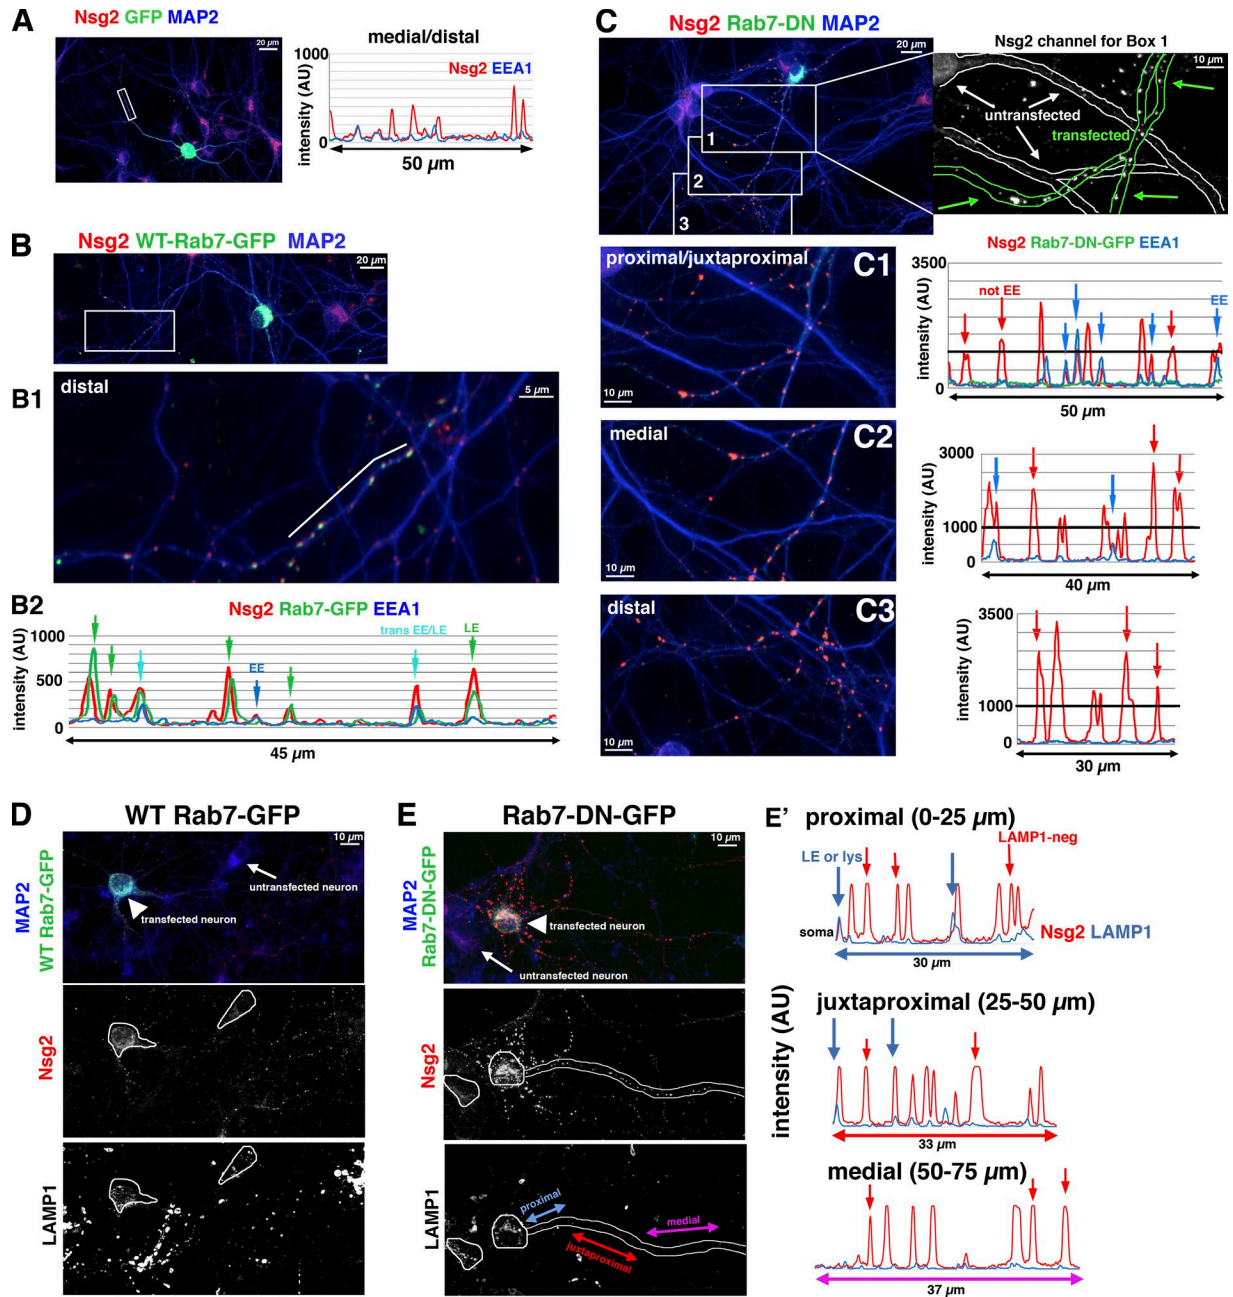 A
Nsg2 GFP MAP2
20 µm
medial/distal
1000
Nsg2 EEA1
intensity (AU)
0
50 µm
B
Nsg2 WT-Rab7-GFP MAP2
20 µm
B1
distal
5 µm
B2
Nsg2 Rab7-GFP EEA1
intensity (AU)
1000
500
0
trans EE/LE
LE
EE
45 µm
C
Nsg2 Rab7-DN MAP2
20 µm
1
2
3
Nsg2 channel for Box 1
10 µm
untransfected
transfected
proximal/juxtaproximal
C1
10 µm
Nsg2 Rab7-DN-GFP EEA1
3500
not EE
EE
intensity (AU)
0
50 µm
medial
C2
10 µm
3000
intensity (AU)
1000
0
40 µm
distal
C3
10 µm
3500
intensity (AU)
1000
0
30 µm
D
WT Rab7-GFP
10 µm
MAP2
WT Rab7-GFP
untransfected neuron
transfected neuron
Nsg2
LAMP1
E
Rab7-DN-GFP
10 µm
MAP2
Rab7-DN-GFP
transfected neuron
untransfected neuron
Nsg2
LAMP1
proximal
juxtaproximal
medial
E’
proximal (0-25 µm)
LAMP1-neg
LE or lys
soma
Nsg2 LAMP1
30 µm
juxtaproximal (25-50 µm)
intensity (AU)
33 µm
medial (50-75 µm)
37 µm